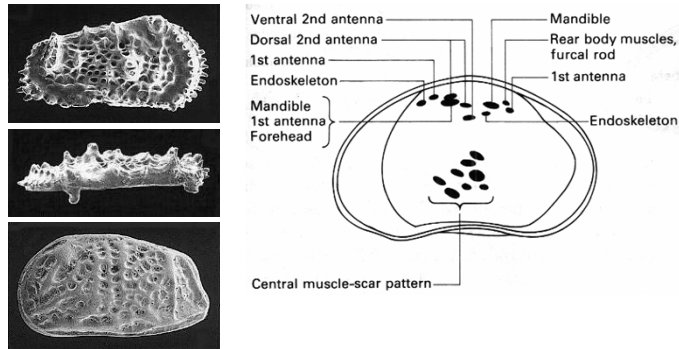 Ventral 2nd antenna
Dorsal 2nd antenna
1st antenna
Endoskeleton
Mandible
1st antenna
Forehead
Mandible
Rear body muscles,
furcal rod
1st antenna
Endoskeleton
Central muscle-scar pattern